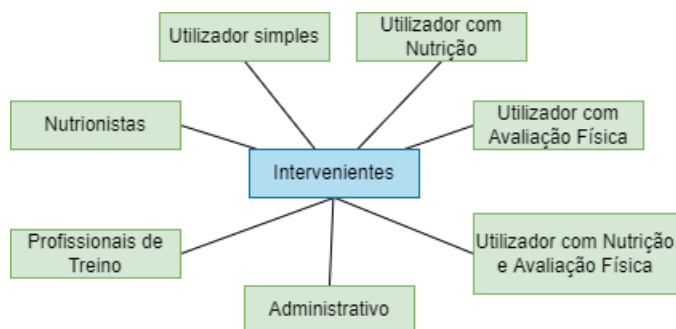 Utilizador simples
Utilizador com
Nutrição
Nutrionistas
Utilizador com
Avaliação Física
Intervenientes
Profissionais de
Treino
Utilizador com Nutrição
e Avaliação Física
Administrativo